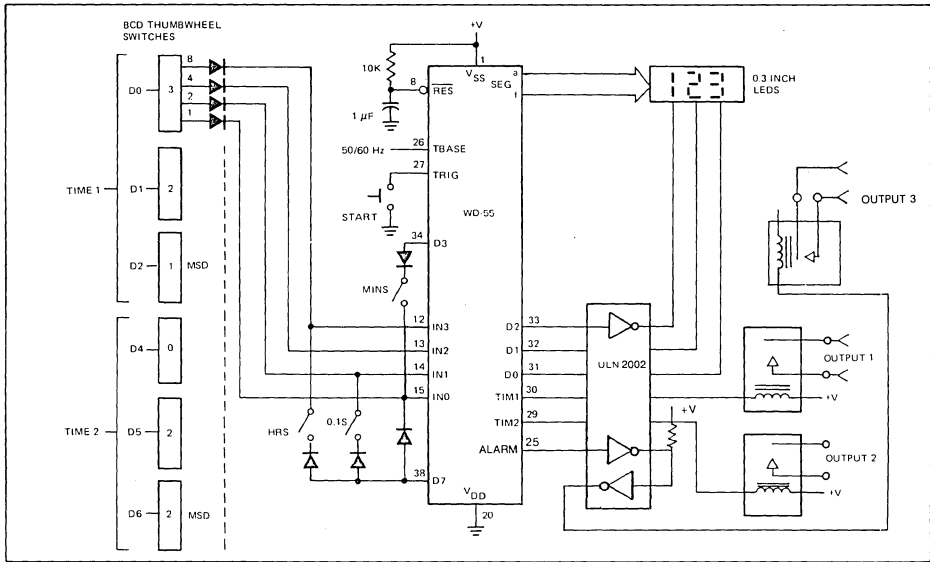 BCD THUMBWHEEL
SWITCHES
D0
3
8
4
2
1
TIME 1
D1
2
D2
1
MSD
D4
0
TIME 2
D5
2
D6
2
MSD
+V
10K
1 µF
1
VSS
SEG
a
f
8
RES
50/60 Hz
26
TBASE
27
TRIG
START
WD-55
34
D3
MINS
12
IN3
13
IN2
14
IN1
15
IN0
HRS
0.1S
38
D7
VDD
20
D2
33
D1
32
D0
31
TIM1
30
TIM2
29
ALARM
25
ULN 2002
+V
123
0.3 INCH
LEDS
OUTPUT 3
OUTPUT 1
+V
OUTPUT 2
+V